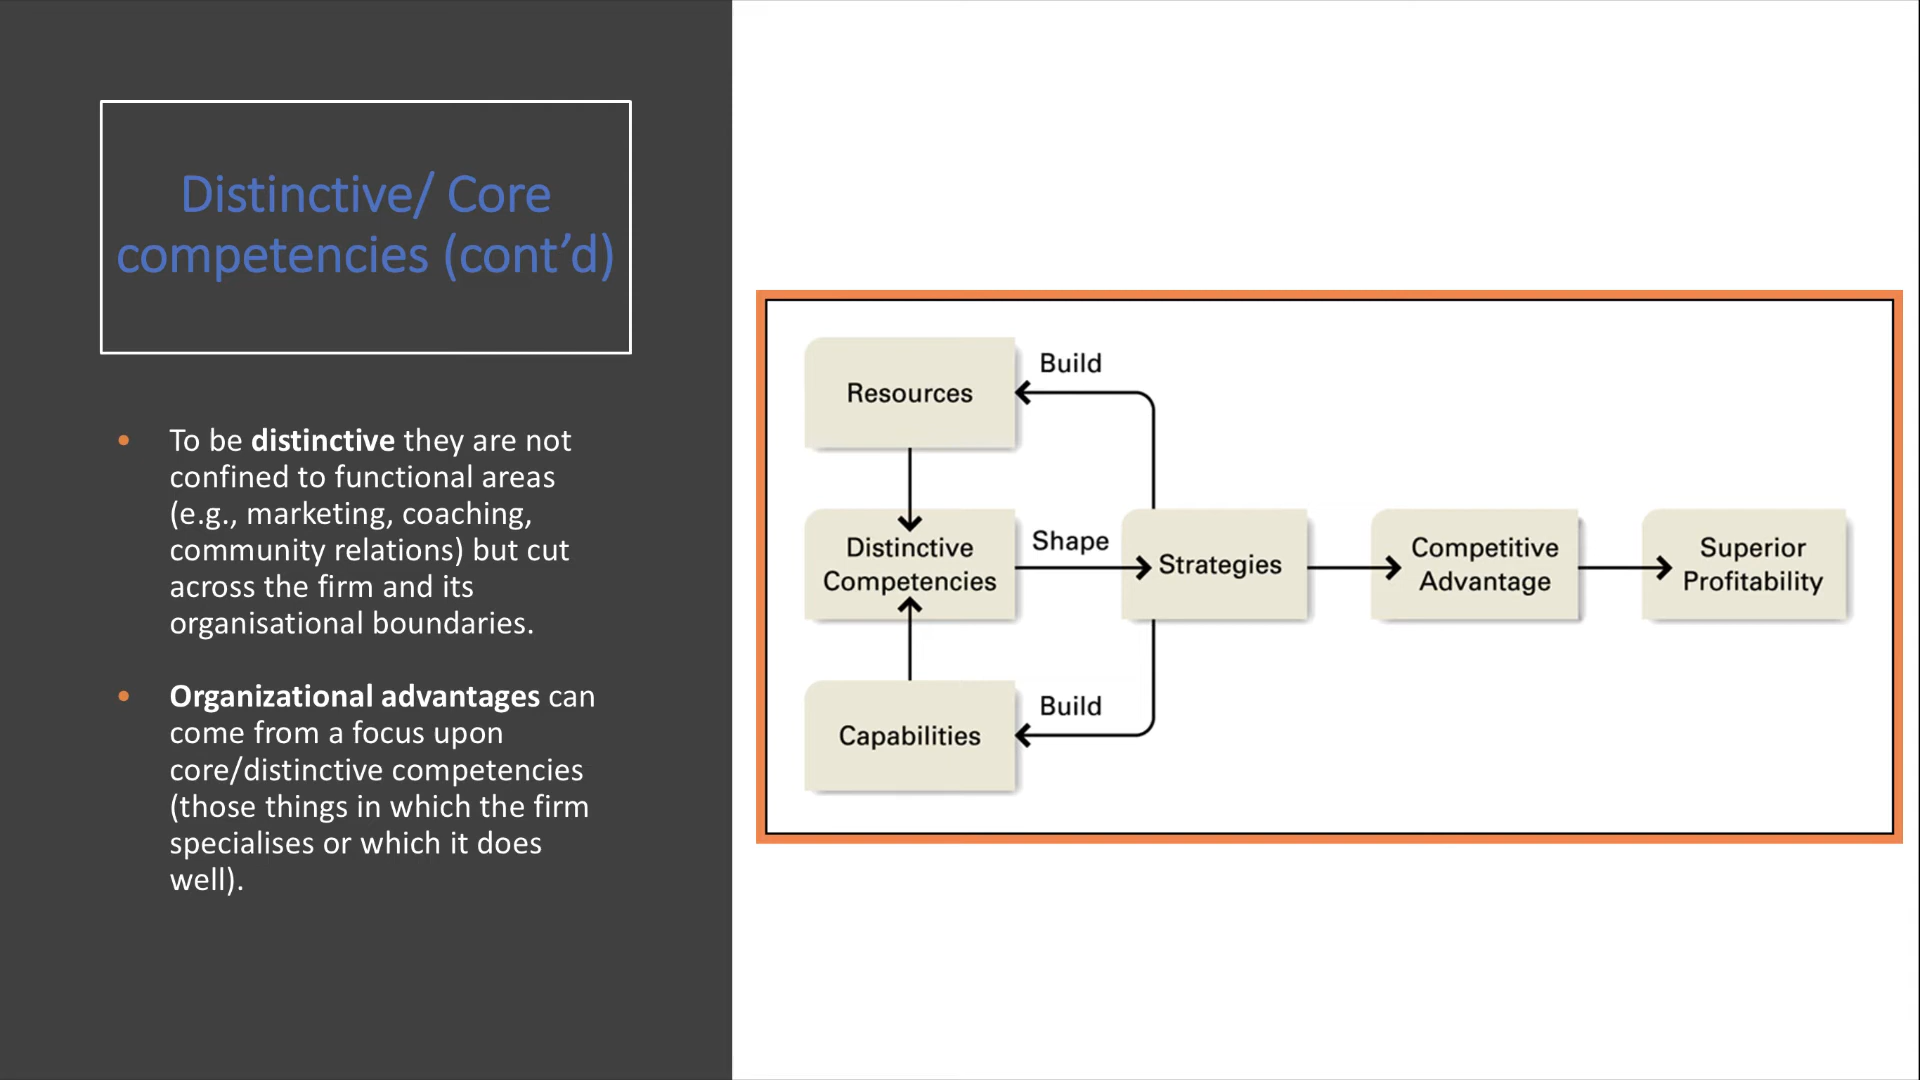 Distinctive/ Core
competencies (cont’d)
• To be distinctive they are not
confined to functional areas
(e.g., marketing, coaching,
community relations) but cut
across the firm and its
organisational boundaries.
• Organizational advantages can
come from a focus upon
core/distinctive competencies
(those things in which the firm
specialises or which it does
well).
Resources
Build
Distinctive
Competencies
Shape
Strategies
Competitive
Advantage
Superior
Profitability
Capabilities
Build